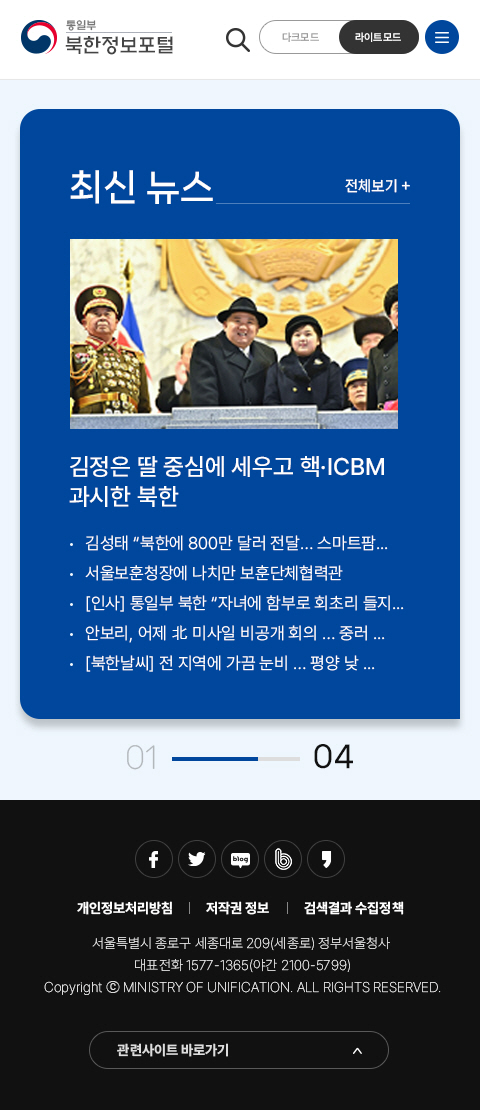 통일부
북한정보포털
다크모드
라이트모드
최신 뉴스
전체보기 +
김정은 딸 중심에 세우고 핵·ICBM
과시한 북한
• 김성태 “북한에 800만 달러 전달... 스마트팜...
• 서울보훈청장에 나치만 보훈단체협력관
• [인사] 통일부 북한 “자녀에 함부로 회초리 들지...
• 안보리, 어제 北 미사일 비공개 회의 ... 중러 ...
• [북한날씨] 전 지역에 가끔 눈비 ... 평양 낮 ...
01
04
blog
개인정보처리방침
저작권 정보
검색결과 수집정책
서울특별시 종로구 세종대로 209(세종로) 정부서울청사
대표전화 1577-1365(야간 2100-5799)
Copyright ⓒ MINISTRY OF UNIFICATION. ALL RIGHTS RESERVED.
관련사이트 바로가기